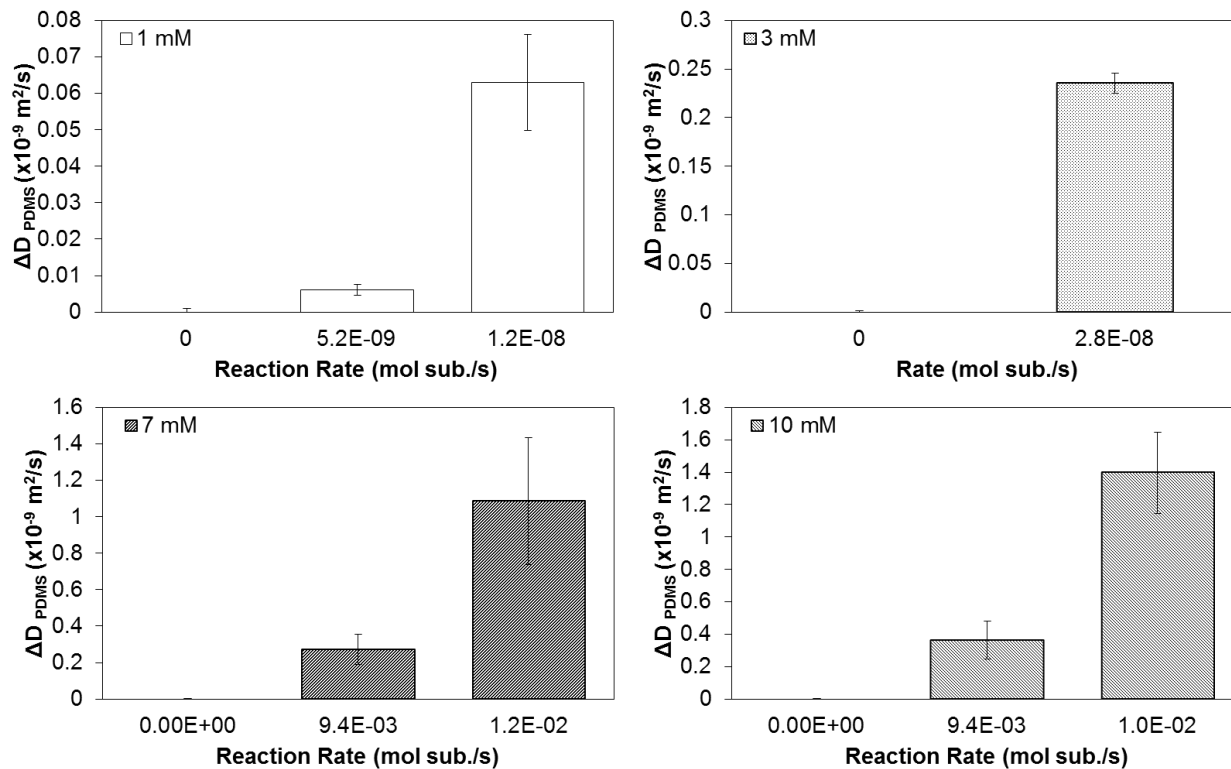 1 mM
0.08
0.07
0.06
0.05
0.04
0.03
0.02
0.01
0
ΔD PDMS (x10-9 m2/s)
0 5.2E-09 1.2E-08
Reaction Rate (mol sub./s)
3 mM
0.3
0.25
0.2
0.15
0.1
0.05
0
ΔD PDMS (x10-9 m2/s)
0 2.8E-08
Rate (mol sub./s)
7 mM
1.6
1.4
1.2
1
0.8
0.6
0.4
0.2
0
ΔD PDMS (x10-9 m2/s)
0.00E+00 9.4E-03 1.2E-02
Reaction Rate (mol sub./s)
10 mM
1.8
1.6
1.4
1.2
1
0.8
0.6
0.4
0.2
0
ΔD PDMS (x10-9 m2/s)
0.00E+00 9.4E-03 1.0E-02
Reaction Rate (mol sub./s)